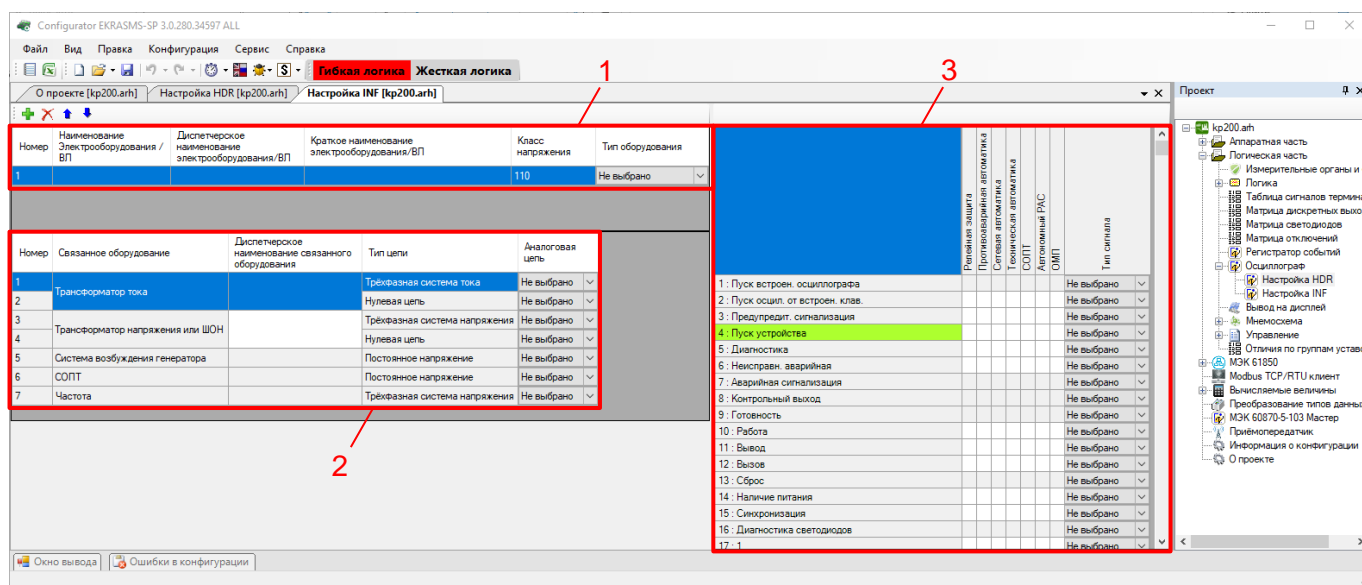 Configurator EKRASMS-SP 3.0.280.34597 ALL
Файл Вид Правка Конфигурация Сервис Справка
Гибкая логика Жесткая логика
1
3
О проекте [kp200.arh] Настройка HDR [kp200.arh] Настройка INF [kp200.arh]
Номер Наименование Электрооборудования / ВП Диспетчерское наименование электрооборудования/ВП Краткое наименование электрооборудования/ВП Класс напряжения Тип оборудования
1 110 Не выбрано
Номер Связанное оборудование Диспетчерское наименование связанного оборудования Тип цепи Аналоговая цепь
1 Трансформатор тока Трёхфазная система тока Не выбрано
2 Нулевая цепь Не выбрано
3 Трансформатор напряжения или ШОН Трёхфазная система напряжения Не выбрано
4 Нулевая цепь Не выбрано
5 Система возбуждения генератора Постоянное напряжение Не выбрано
6 СОПТ Постоянное напряжение Не выбрано
7 Частота Трёхфазная система напряжения Не выбрано
2
Релейная защита
Противоаварийная автоматика
Сетевая автоматика
Техническая автоматика
СОПТ
Автономный РАС
ОМП
Тип сигнала
1 : Пуск встроен. осциллографа Не выбрано
2 : Пуск осцил. от встроен. клав. Не выбрано
3 : Предупредит. сигнализация Не выбрано
4 : Пуск устройства Не выбрано
5 : Диагностика Не выбрано
6 : Неисправн. аварийная Не выбрано
7 : Аварийная сигнализация Не выбрано
8 : Контрольный выход Не выбрано
9 : Готовность Не выбрано
10 : Работа Не выбрано
11 : Вывод Не выбрано
12 : Вызов Не выбрано
13 : Сброс Не выбрано
14 : Наличие питания Не выбрано
15 : Синхронизация Не выбрано
16 : Диагностика светодиодов Не выбрано
17 : 1 Не выбрано
Проект
kp200.arh
Аппаратная часть
Логическая часть
Измерительные органы и
Логика
Таблица сигналов термина
Матрица дискретных выхо
Матрица светодиодов
Матрица отключений
Регистратор событий
Осциллограф
Настройка HDR
Настройка INF
Вывод на дисплей
Мнемосхема
Управление
Отличия по группам уставо
МЭК 61850
Modbus TCP/RTU клиент
Вычисляемые величины
Преобразование типов данны
МЭК 60870-5-103 Мастер
Приёмопередатчик
Информация о конфигурации
О проекте
Окно вывода Ошибки в конфигурации